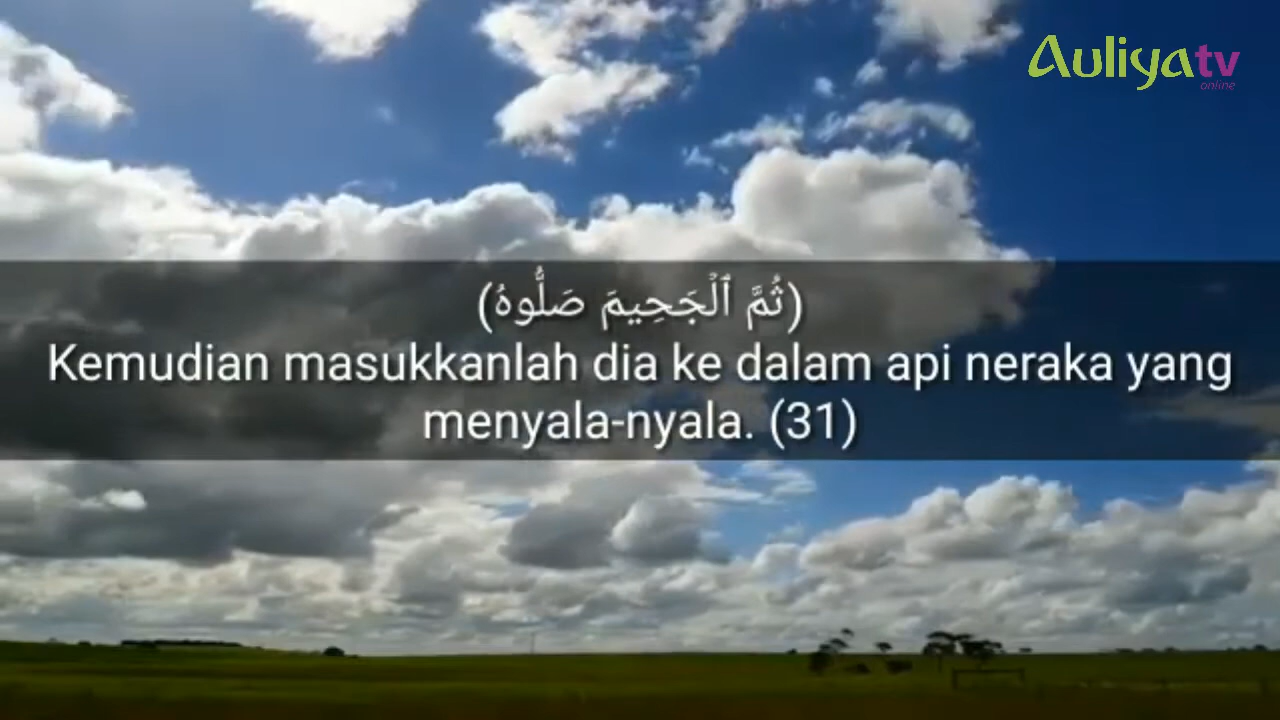 Auliyatv
online
(ثُمَّ ٱلۡجَحِيمَ صَلُّوهُ)
Kemudian masukkanlah dia ke dalam api neraka yang
menyala-nyala. (31)